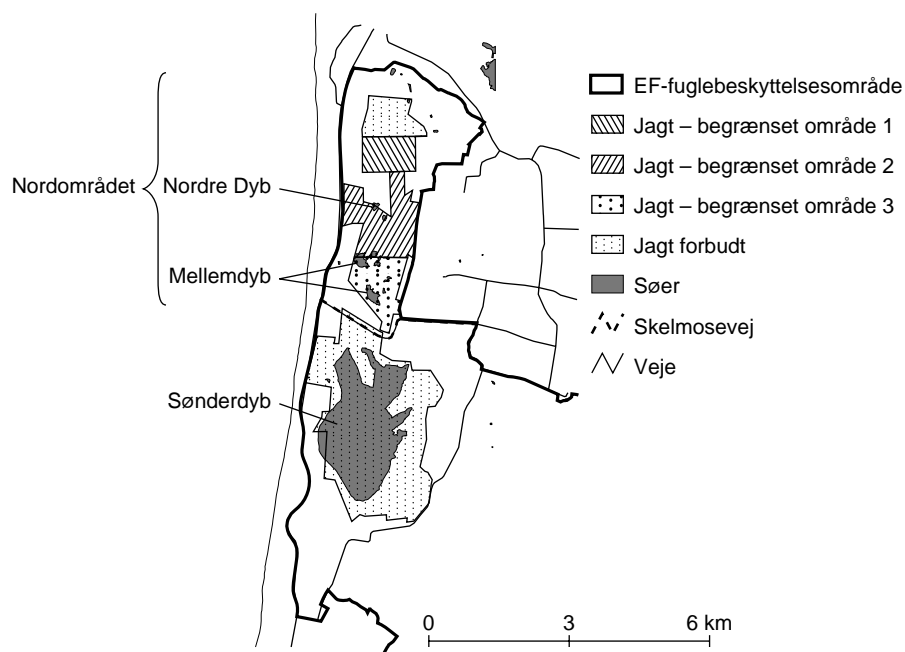 Nordområdet
Nordre Dyb
Mellemdyb
Sønderdyb
EF-fuglebeskyttelsesområde
Jagt – begrænset område 1
Jagt – begrænset område 2
Jagt – begrænset område 3
Jagt forbudt
Søer
Skelmosevej
Veje
0 3 6 km